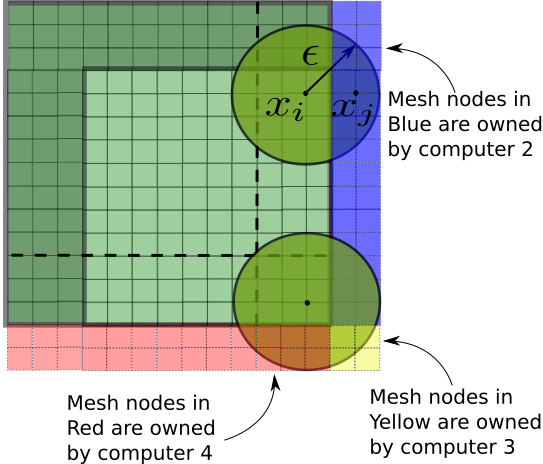 ϵ
x_i
x_j
Mesh nodes in
Blue are owned
by computer 2
Mesh nodes in
Red are owned
by computer 4
Mesh nodes in
Yellow are owned
by computer 3